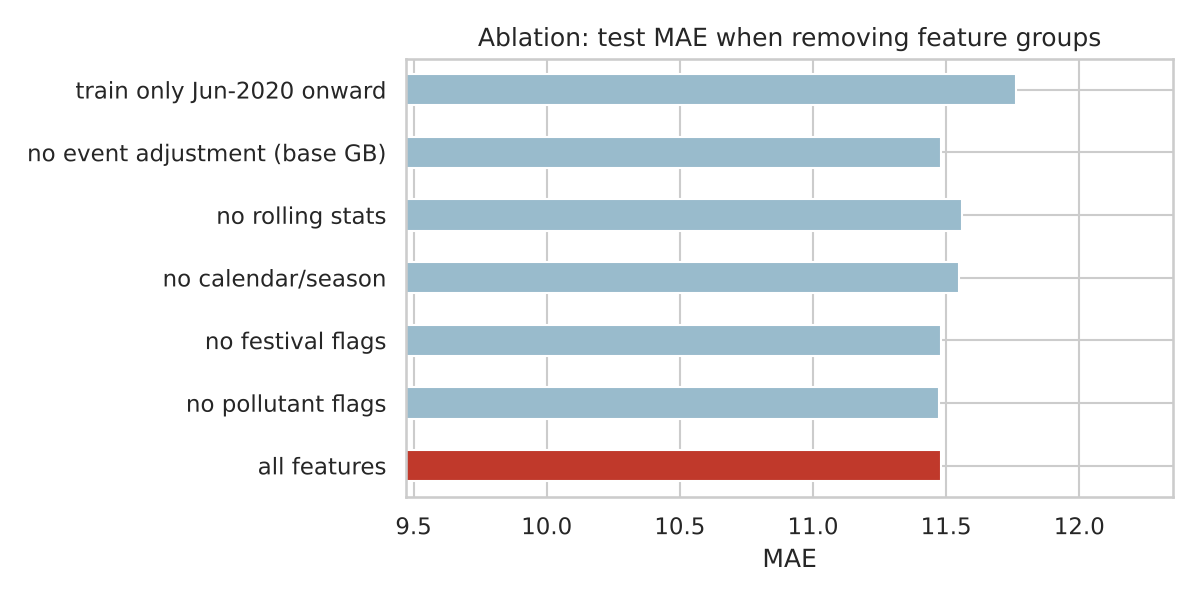 Ablation: test MAE when removing feature groups
train only Jun-2020 onward
no event adjustment (base GB)
no rolling stats
no calendar/season
no festival flags
no pollutant flags
all features
9.5 10.0 10.5 11.0 11.5 12.0
MAE